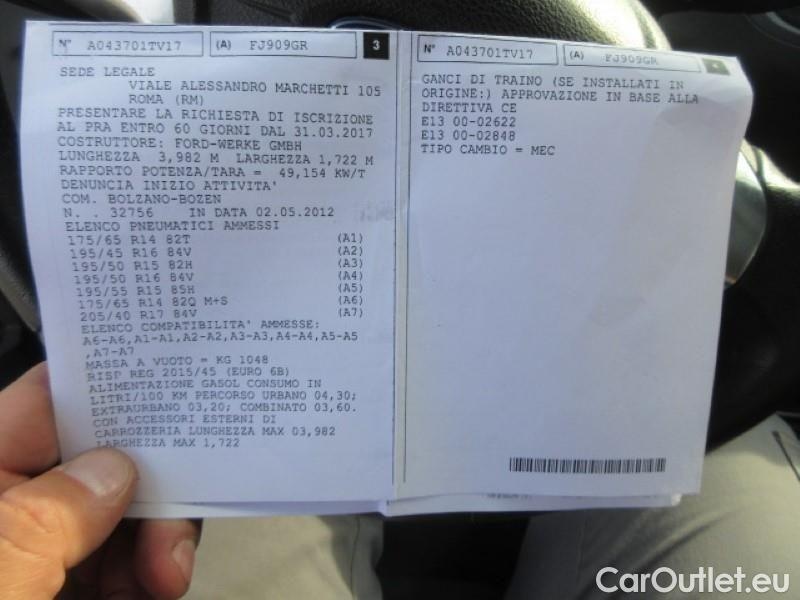 N° A043701TV17 (A) FJ909GR 3
SEDE LEGALE
VIALE ALESSANDRO MARCHETTI 105
ROMA (RM)
PRESENTARE LA RICHIESTA DI ISCRIZIONE
AL PRA ENTRO 60 GIORNI DAL 31.03.2017
COSTRUTTORE: FORD-WERKE GMBH
LUNGHEZZA 3,982 M LARGHEZZA 1,722 M
RAPPORTO POTENZA/TARA = 49,154 KW/T
DENUNCIA INIZIO ATTIVITA'
COM. BOLZANO-BOZEN
N. . 32756 IN DATA 02.05.2012
ELENCO PNEUMATICI AMMESSI
175/65 R14 82T (A1)
195/45 R16 84V (A2)
195/50 R15 82H (A3)
195/50 R16 84V (A4)
195/55 R15 85H (A5)
175/65 R14 82Q M+S (A6)
205/40 R17 84V (A7)
ELENCO COMPATIBILITA' AMMESSE:
A6-A6,A1-A1,A2-A2,A3-A3,A4-A4,A5-A5
,A7-A7
MASSA A VUOTO = KG 1048
RISP REG 2015/45 (EURO 6B)
ALIMENTAZIONE GASOL CONSUMO IN
LITRI/100 KM PERCORSO URBANO 04,30;
EXTRAURBANO 03,20; COMBINATO 03,60.
CON ACCESSORI ESTERNI DI
CARROZZERIA LUNGHEZZA MAX 03,982
LARGHEZZA MAX 1,722
N° A043701TV17 (A) FJ909GR
GANCI DI TRAINO (SE INSTALLATI IN
ORIGINE:) APPROVAZIONE IN BASE ALLA
DIRETTIVA CE
E13 00-02622
E13 00-02848
TIPO CAMBIO = MEC
CarOutlet.eu